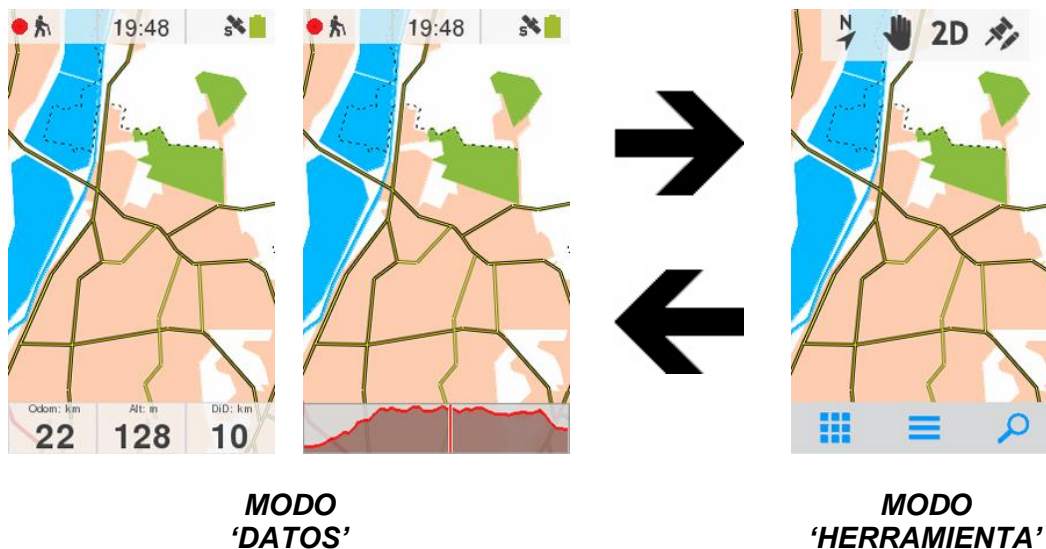 19:48
S
Odom: km
Alt: m
DiD: km
22
128
10
19:48
S
N
2D
MODO
‘DATOS’
MODO
‘HERRAMIENTA’